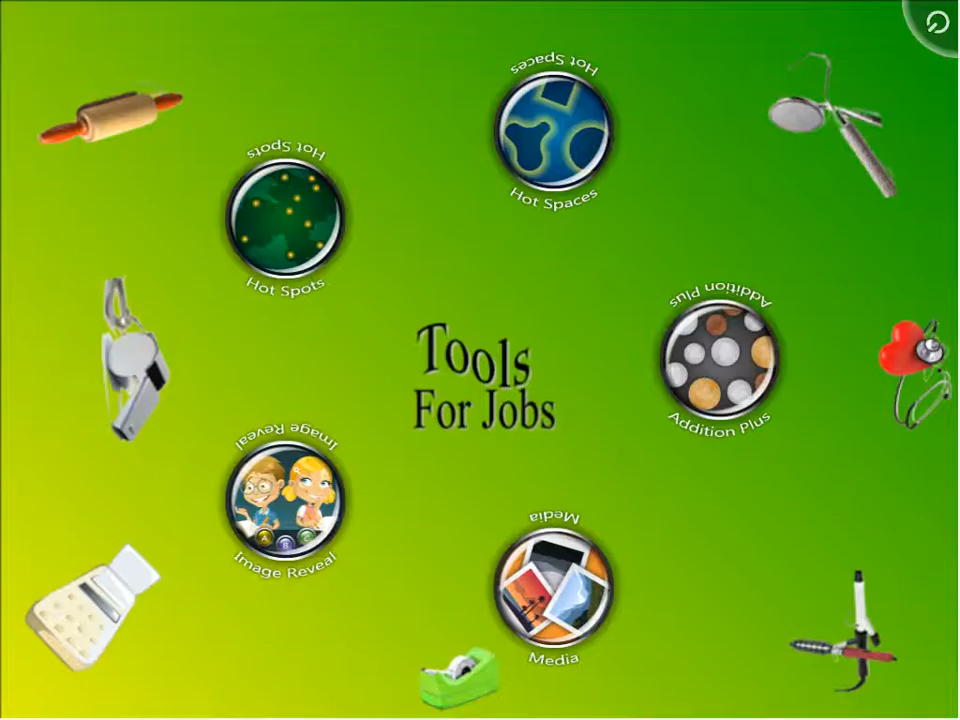 Hot Spaces
Hot Spaces
Hot Spots
Hot Spots
Addition Plus
Addition Plus
Tools
For Jobs
Image Reveal
Image Reveal
Media
Media